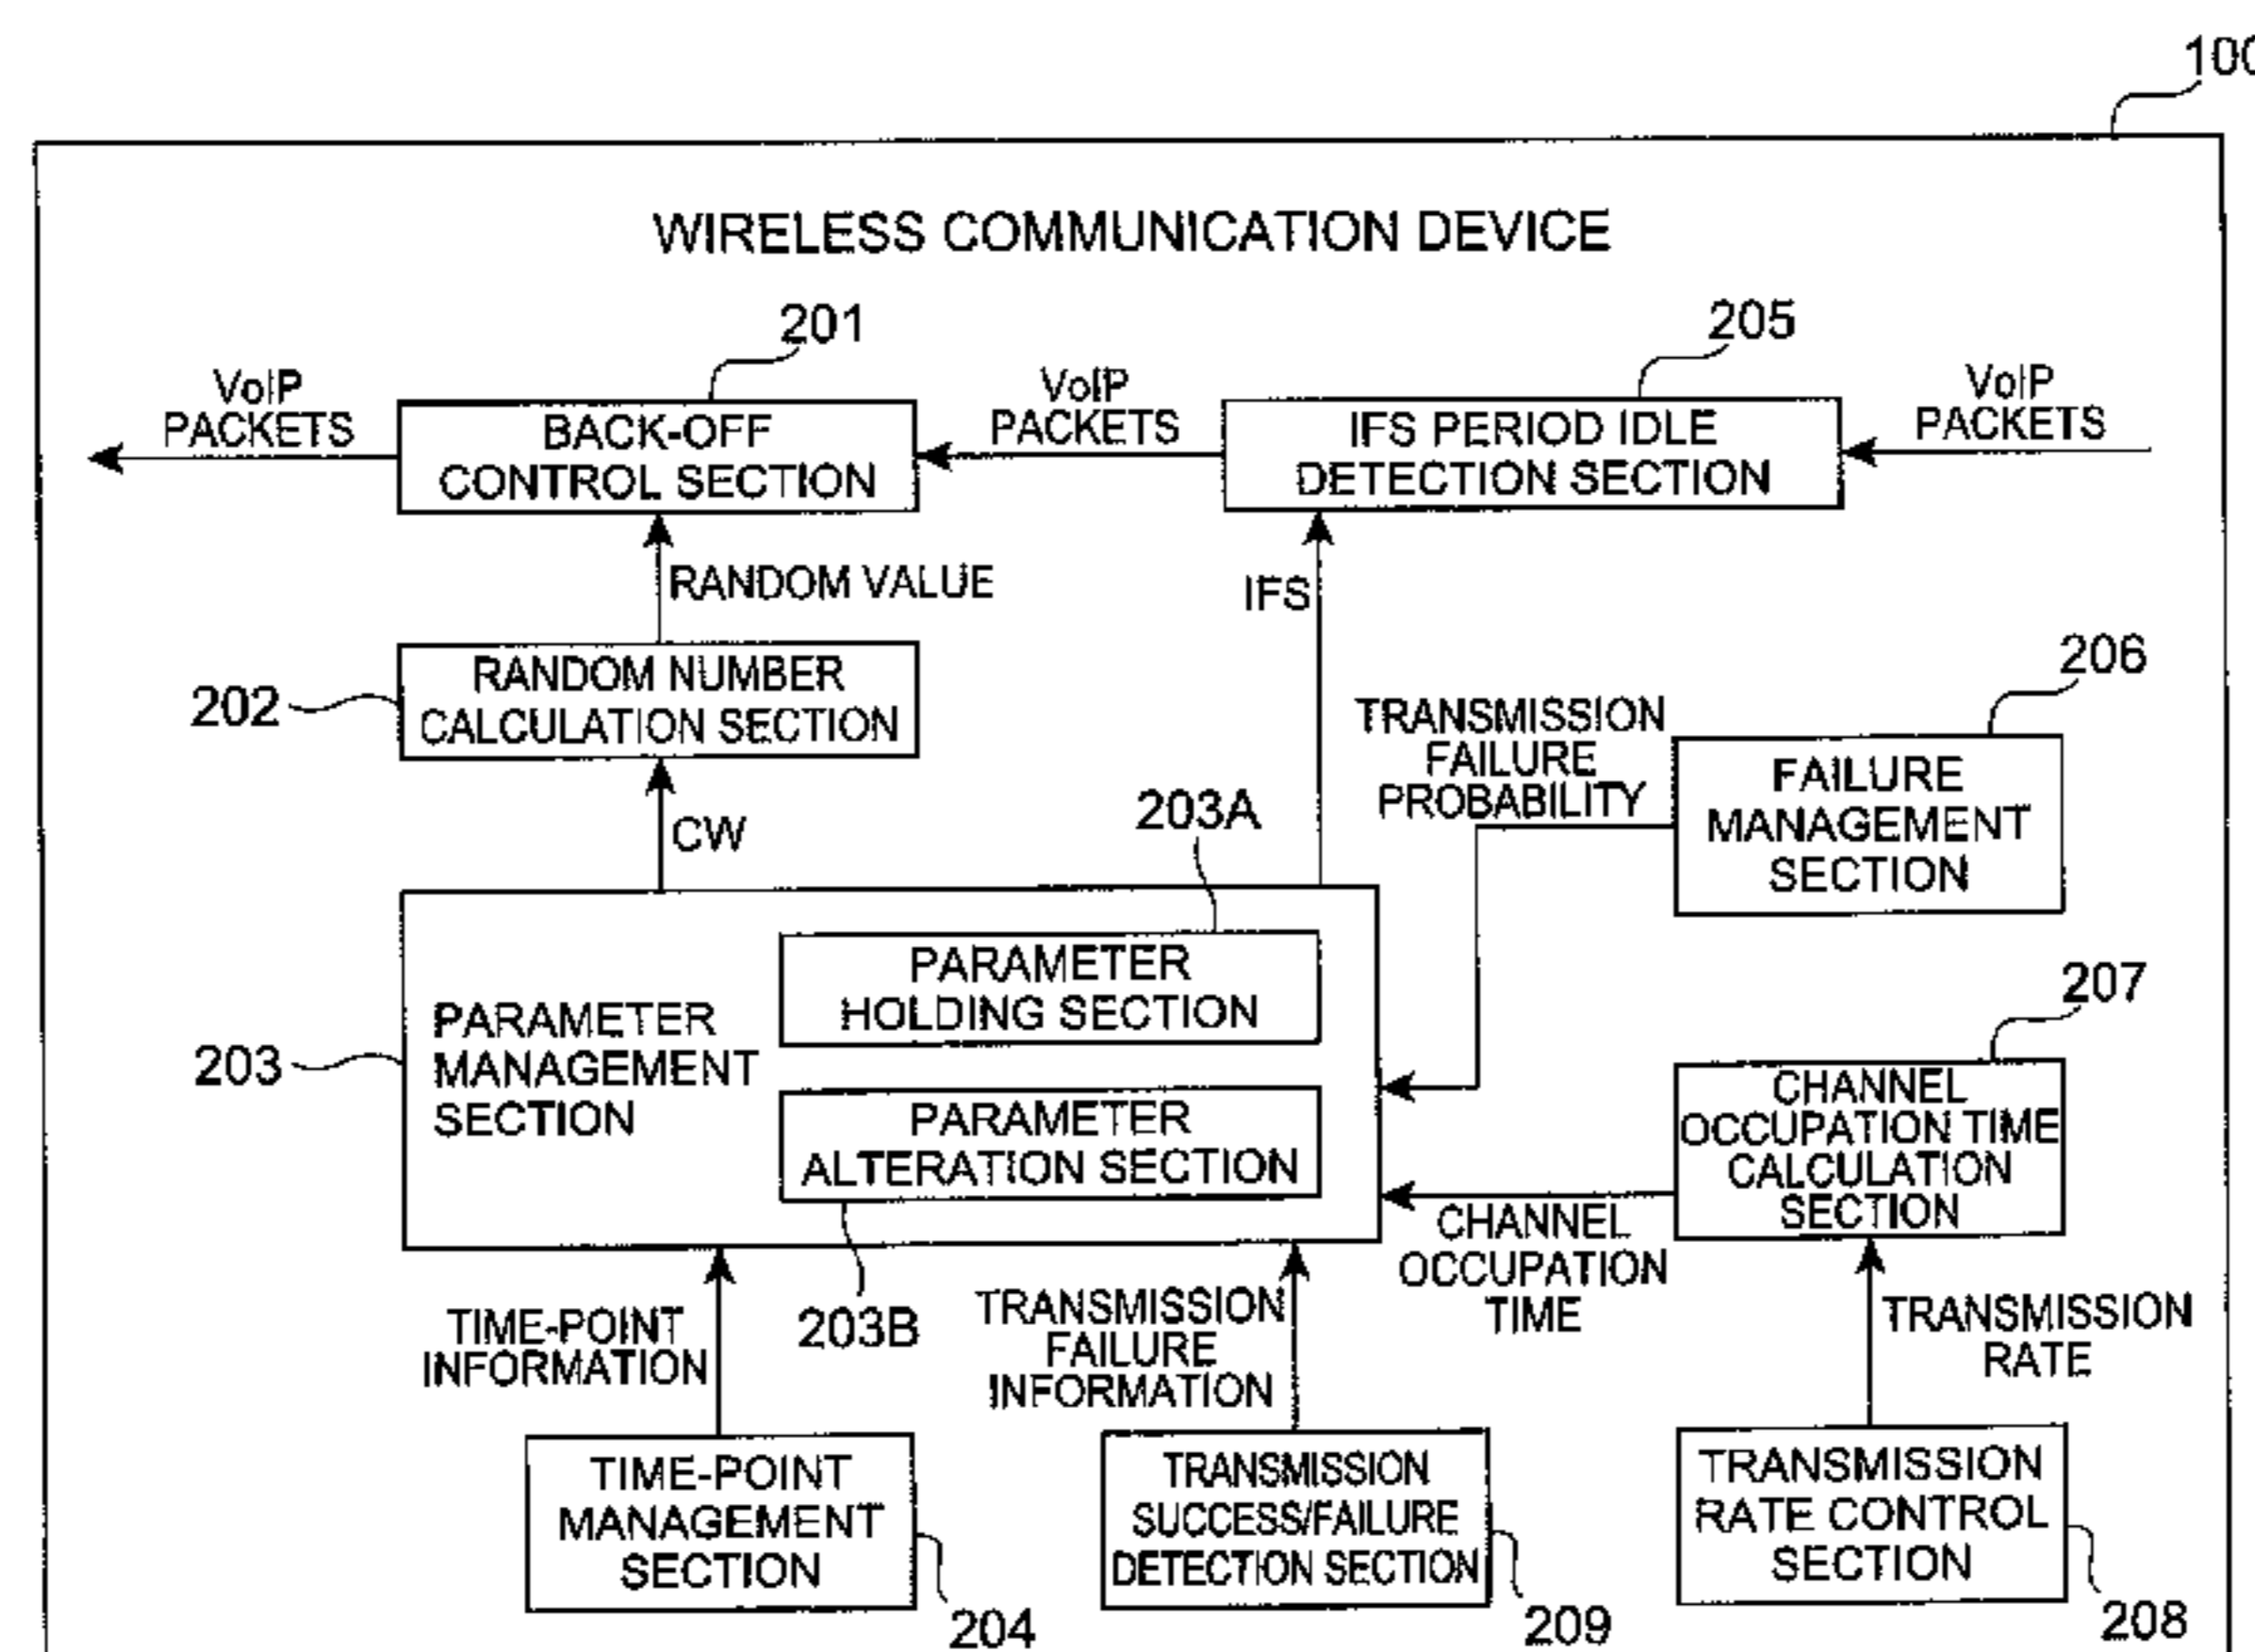 100
WIRELESS COMMUNICATION DEVICE
201
205
VoIP
PACKETS
BACK-OFF
CONTROL SECTION
VoIP
PACKETS
IFS PERIOD IDLE
DETECTION SECTION
VoIP
PACKETS
RANDOM VALUE
IFS
202
RANDOM NUMBER
CALCULATION SECTION
206
TRANSMISSION
FAILURE
PROBABILITY
FAILURE
MANAGEMENT
SECTION
CW
203A
203
PARAMETER
MANAGEMENT
SECTION
PARAMETER
HOLDING SECTION
PARAMETER
ALTERATION SECTION
207
CHANNEL
OCCUPATION TIME
CALCULATION
SECTION
CHANNEL
OCCUPATION
TIME
TIME-POINT
INFORMATION
203B
TRANSMISSION
FAILURE
INFORMATION
TRANSMISSION
RATE
TIME-POINT
MANAGEMENT
SECTION
204
TRANSMISSION
SUCCESS/FAILURE
DETECTION SECTION
209
TRANSMISSION
RATE CONTROL
SECTION
208